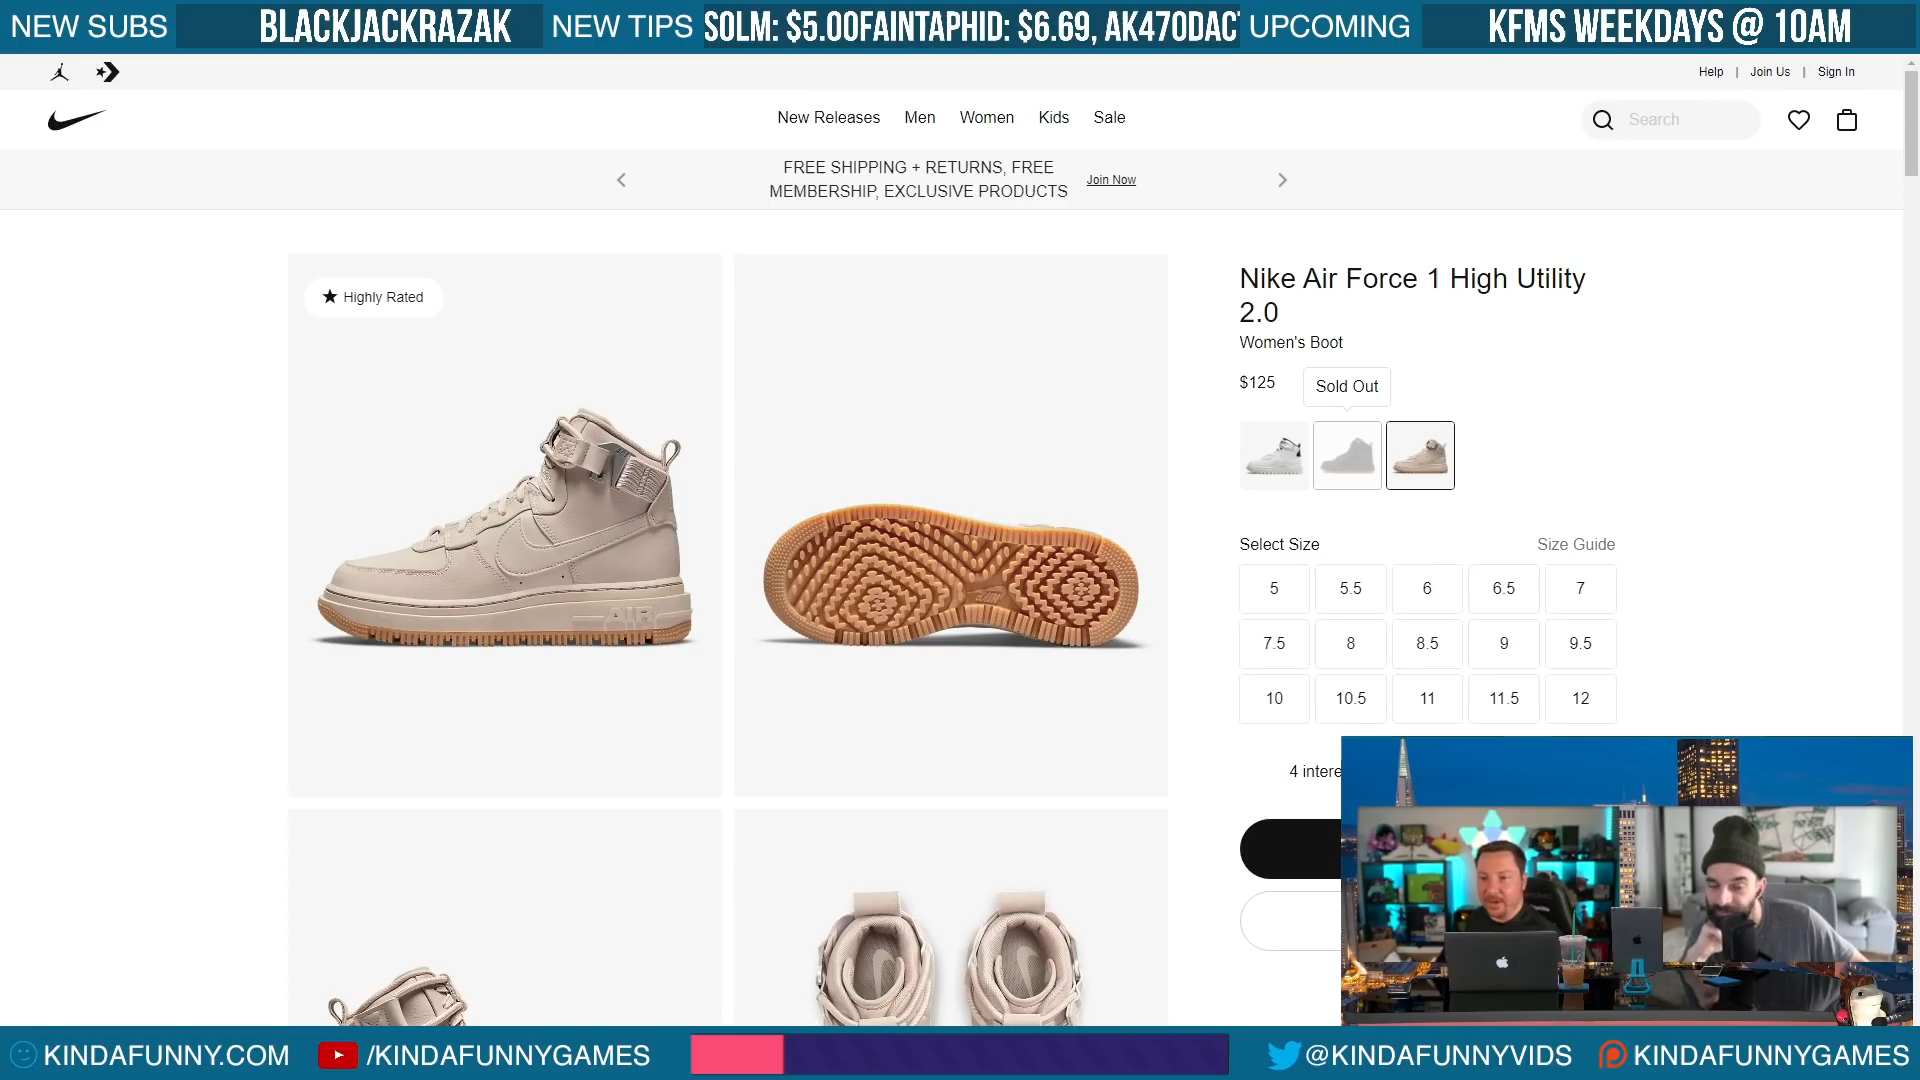 NEW SUBS
BLACKJACKRAZAK
NEW TIPS
SOLM: $5.00FAINTAPHID: $6.69, AK470DAC
UPCOMING
KFMS WEEKDAYS @ 10AM
Help | Join Us | Sign In
New Releases Men Women Kids Sale
Search
FREE SHIPPING + RETURNS, FREE
MEMBERSHIP, EXCLUSIVE PRODUCTS
Join Now
★ Highly Rated
Nike Air Force 1 High Utility
2.0
Women's Boot
$125
Sold Out
Select Size
Size Guide
5 5.5 6 6.5 7
7.5 8 8.5 9 9.5
10 10.5 11 11.5 12
4 intere
AIR
KINDAFUNNY.COM
/KINDAFUNNYGAMES
@KINDAFUNNYVIDS
KINDAFUNNYGAMES